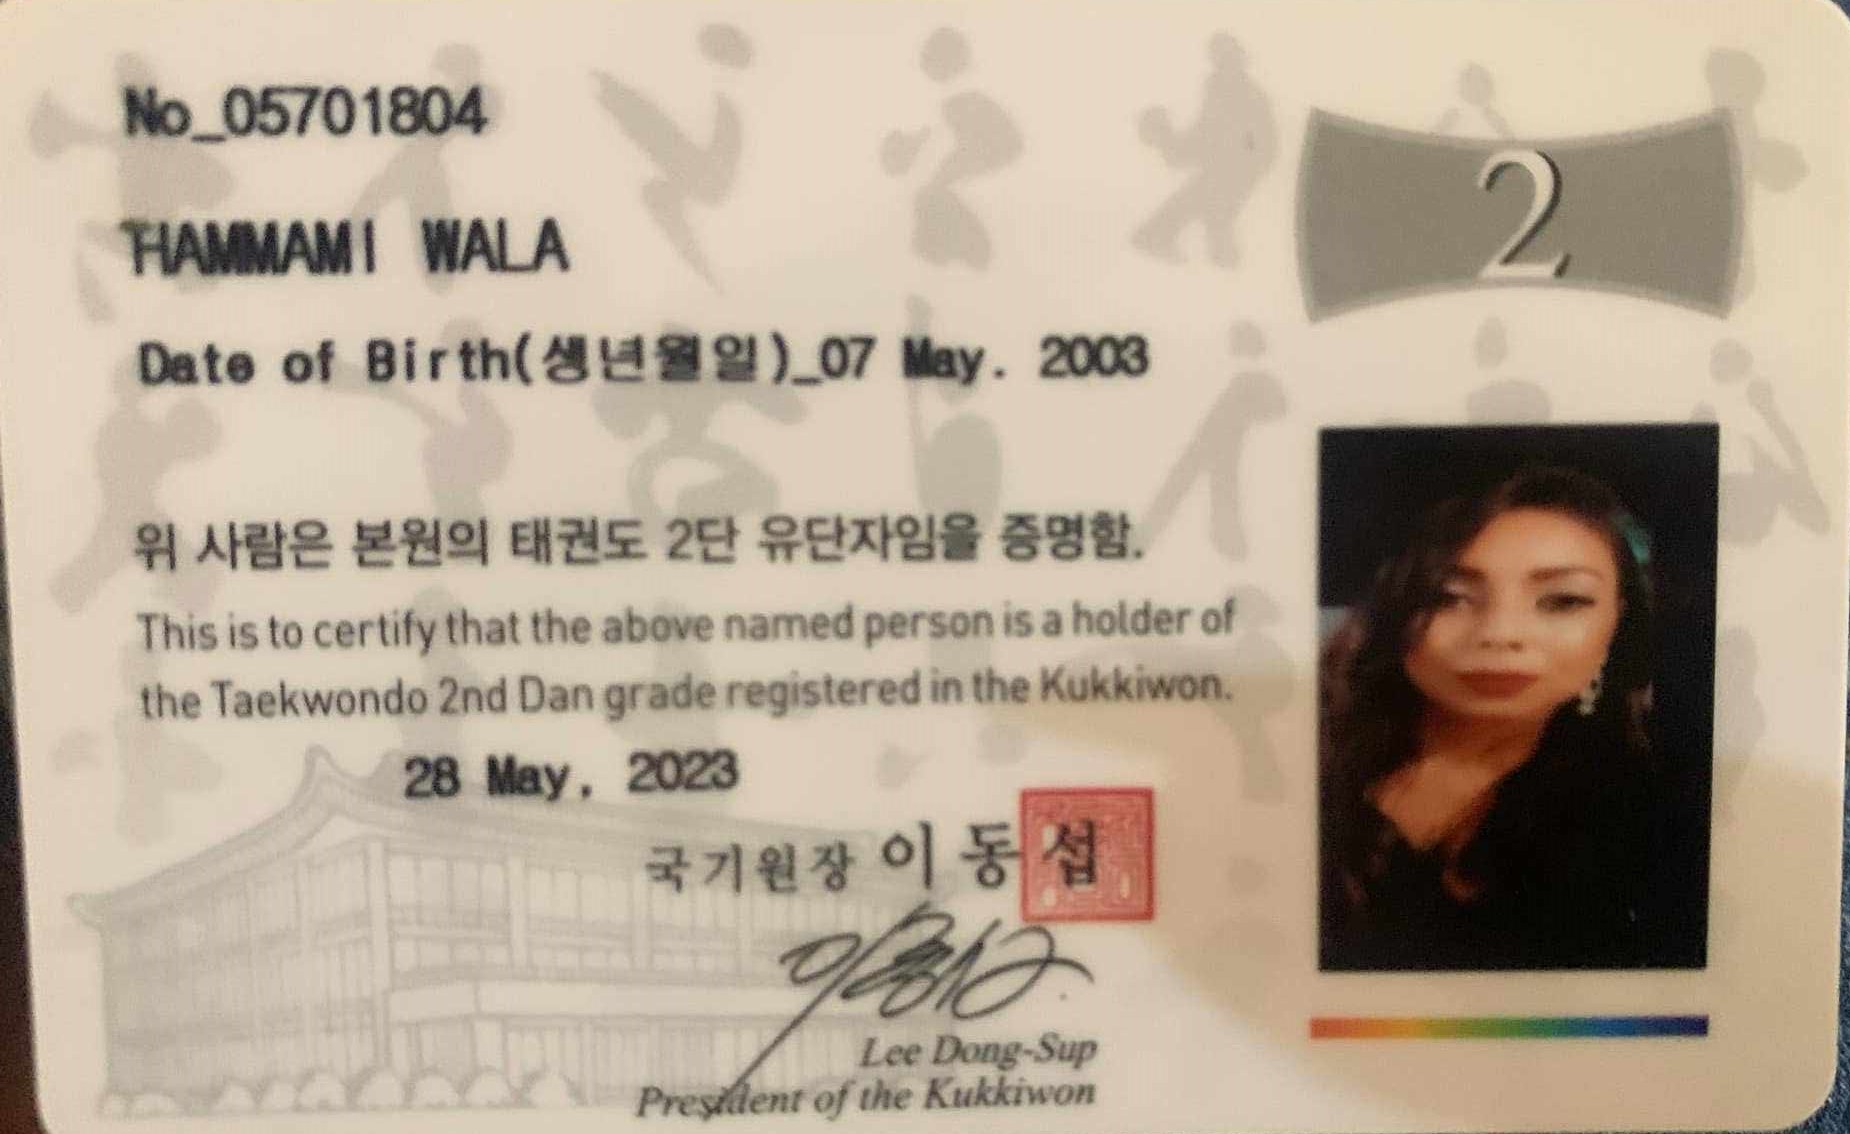 No_05701804
2
HAMMAMI WALA
Date of Birth(생년월일)_07 May. 2003
위 사람은 본원의 태권도 2단 유단자임을 증명함.
This is to certify that the above named person is a holder of
the Taekwondo 2nd Dan grade registered in the Kukkiwon.
28 May, 2023
국기원장 이동섭
Lee Dong-Sup
President of the Kukkiwon